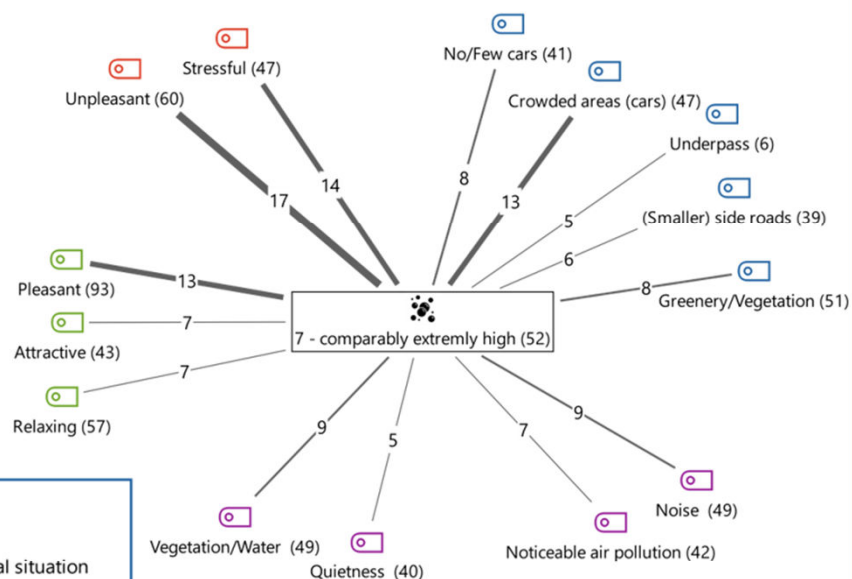 No/Few cars (41)
Stressful (47)
Unpleasant (60)
Crowded areas (cars) (47)
Underpass (6)
8
14
17
13
(Smaller) side roads (39)
5
6
Pleasant (93)
13
8
Greenery/Vegetation (51)
7
Attractive (43)
7 - comparably extremly high (52)
7
Relaxing (57)
9
5
7
9
Noise (49)
Vegetation/Water (49)
Noticeable air pollution (42)
Quietness (40)
al situation